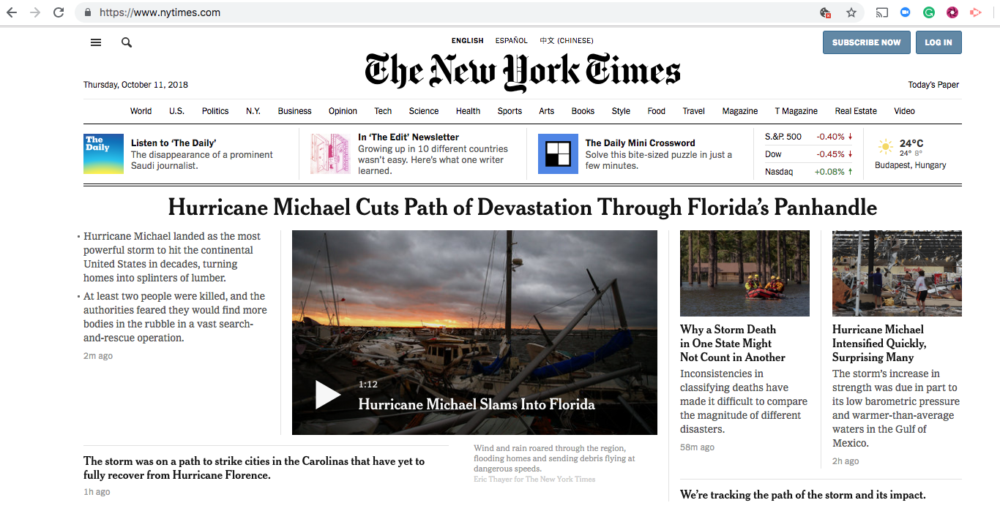 https://www.nytimes.com
ENGLISH ESPAÑOL 中文 (CHINESE)
SUBSCRIBE NOW LOG IN
The New York Times
Thursday, October 11, 2018
Today's Paper
World U.S. Politics N.Y. Business Opinion Tech Science Health Sports Arts Books Style Food Travel Magazine T Magazine Real Estate Video
The
Daily
Listen to ‘The Daily’
The disappearance of a prominent
Saudi journalist.
In ‘The Edit’ Newsletter
Growing up in 10 different countries
wasn't easy. Here's what one writer
learned.
The Daily Mini Crossword
Solve this bite-sized puzzle in just a
few minutes.
S.&P. 500 -0.40% ↓
Dow -0.45% ↓
Nasdaq +0.08% ↑
24°C
24° 8°
Budapest, Hungary
Hurricane Michael Cuts Path of Devastation Through Florida’s Panhandle
• Hurricane Michael landed as the most
powerful storm to hit the continental
United States in decades, turning
homes into splinters of lumber.
• At least two people were killed, and the
authorities feared they would find more
bodies in the rubble in a vast search-
and-rescue operation.
2m ago
1:12
Hurricane Michael Slams Into Florida
Wind and rain roared through the region,
flooding homes and sending debris flying at
dangerous speeds.
Eric Thayer for The New York Times
The storm was on a path to strike cities in the Carolinas that have yet to
fully recover from Hurricane Florence.
1h ago
Why a Storm Death
in One State Might
Not Count in Another
Inconsistencies in
classifying deaths have
made it difficult to compare
the magnitude of different
disasters.
58m ago
Hurricane Michael
Intensified Quickly,
Surprising Many
The storm’s increase in
strength was due in part to
its low barometric pressure
and warmer-than-average
waters in the Gulf of
Mexico.
2h ago
We’re tracking the path of the storm and its impact.